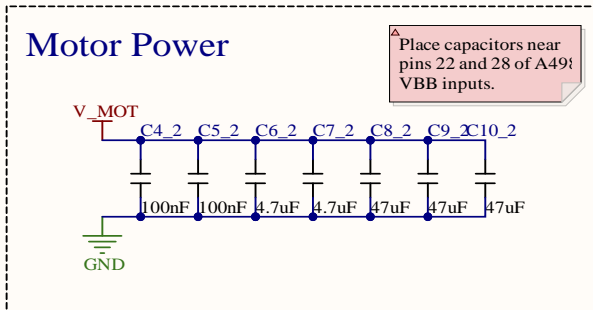 Motor Power
Place capacitors near
pins 22 and 28 of A498
VBB inputs.
V_MOT
C4_2 C5_2 C6_2 C7_2 C8_2 C9_2 C10_2
100nF 100nF 4.7uF 4.7uF 47uF 47uF 47uF
GND